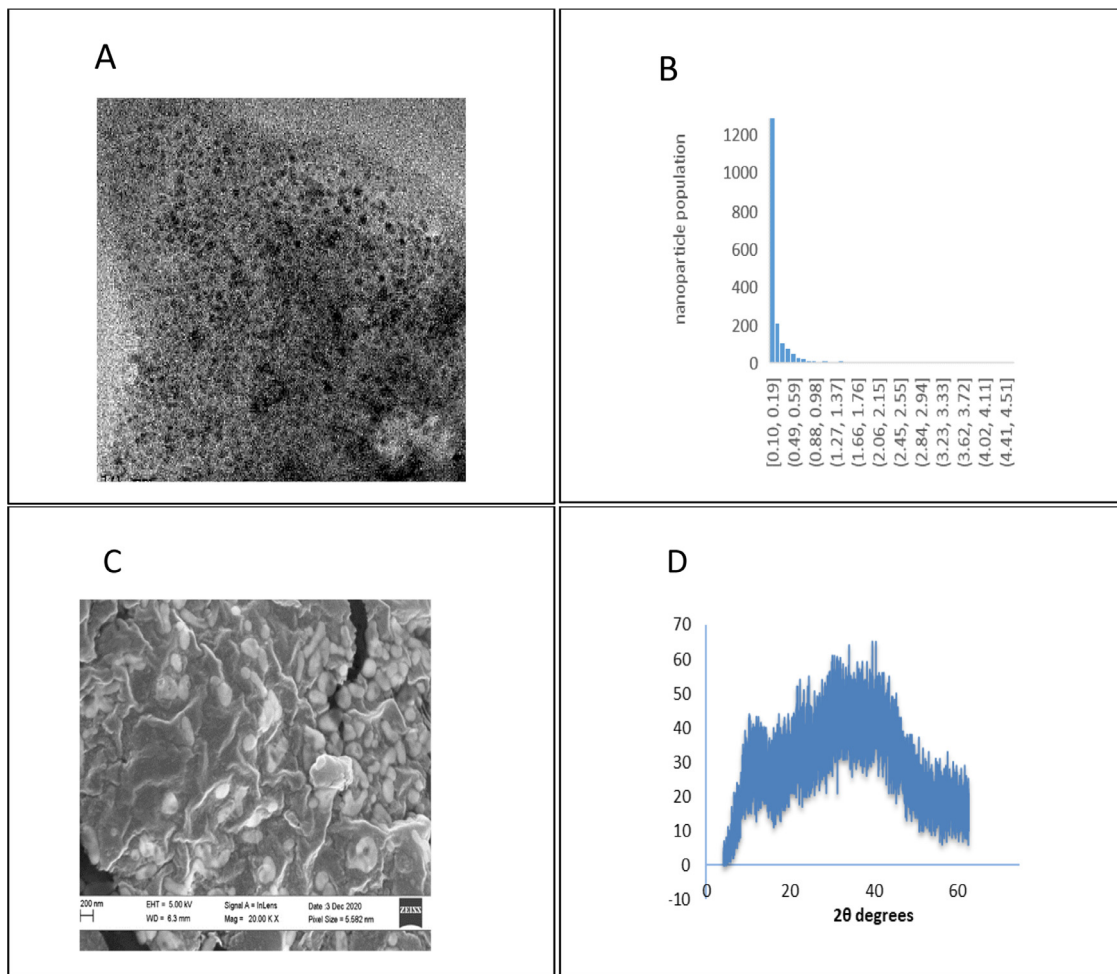 A
B
nanoparticle population
1200
1000
800
600
400
200
0
[0.10, 0.19]
(0.49, 0.59]
(0.88, 0.98]
(1.27, 1.37]
(1.66, 1.76]
(2.06, 2.15]
(2.45, 2.55]
(2.84, 2.94]
(3.23, 3.33]
(3.62, 3.72]
(4.02, 4.11]
(4.41, 4.51]
C
200 nm
EHT = 5.00 kV
Signal A = InLens
Date :3 Dec 2020
WD = 6.3 mm
Mag = 20.00 K X
Pixel Size = 5.582 nm
ZEISS
D
70
60
50
40
30
20
10
0
-10
0
20
40
60
2θ degrees